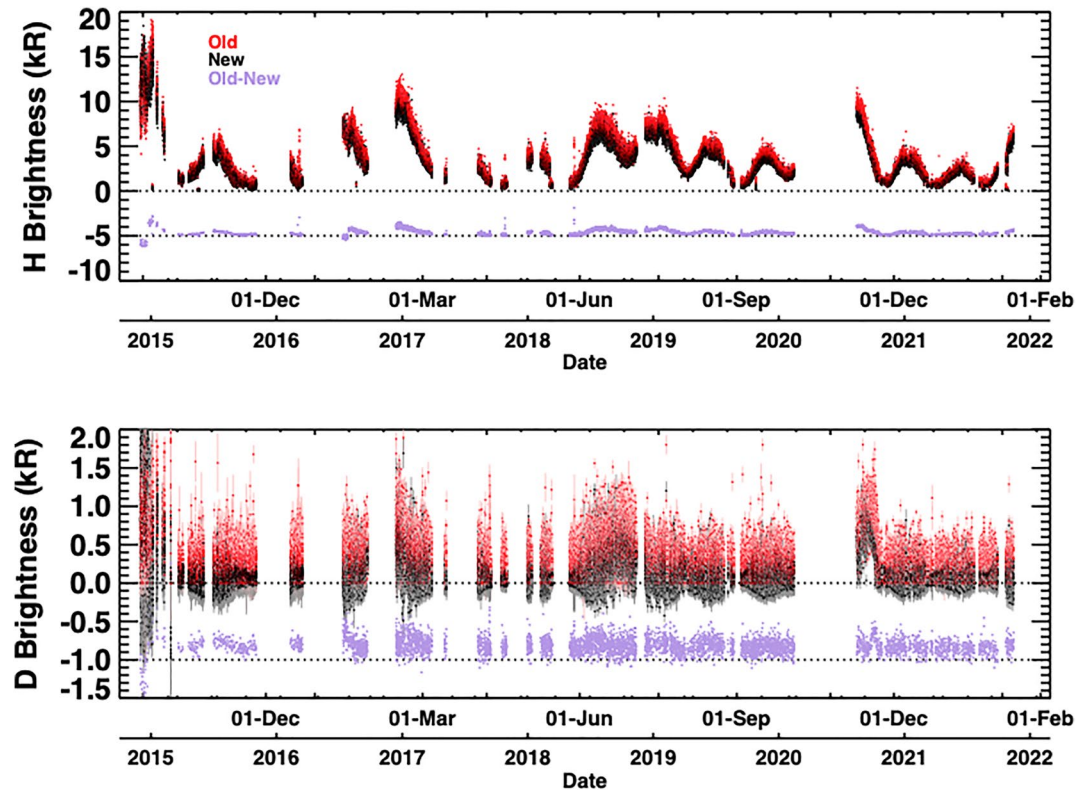 H Brightness (kR)
20
15
10
5
0
-5
-10
Old
New
Old-New
01-Dec 01-Mar 01-Jun 01-Sep 01-Dec 01-Feb
2015 2016 2017 2018 2019 2020 2021 2022
Date
D Brightness (kR)
2.0
1.5
1.0
0.5
0.0
-0.5
-1.0
-1.5
01-Dec 01-Mar 01-Jun 01-Sep 01-Dec 01-Feb
2015 2016 2017 2018 2019 2020 2021 2022
Date